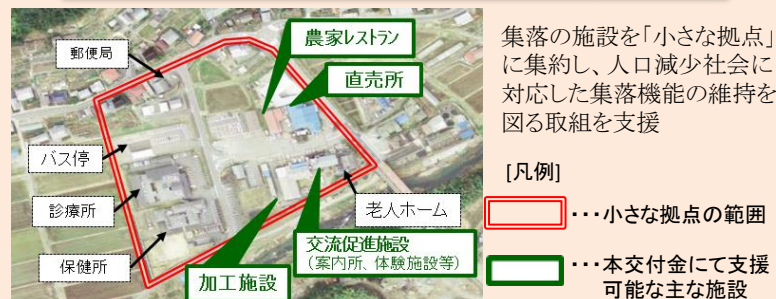 農家レストラン
郵便局
直売所
バス停
診療所
老人ホーム
保健所
交流促進施設
(案内所、体験施設等)
加工施設
集落の施設を「小さな拠点」
に集約し、人口減少社会に
対応した集落機能の維持を
図る取組を支援
[凡例]
・・・小さな拠点の範囲
・・・本交付金にて支援
可能な主な施設